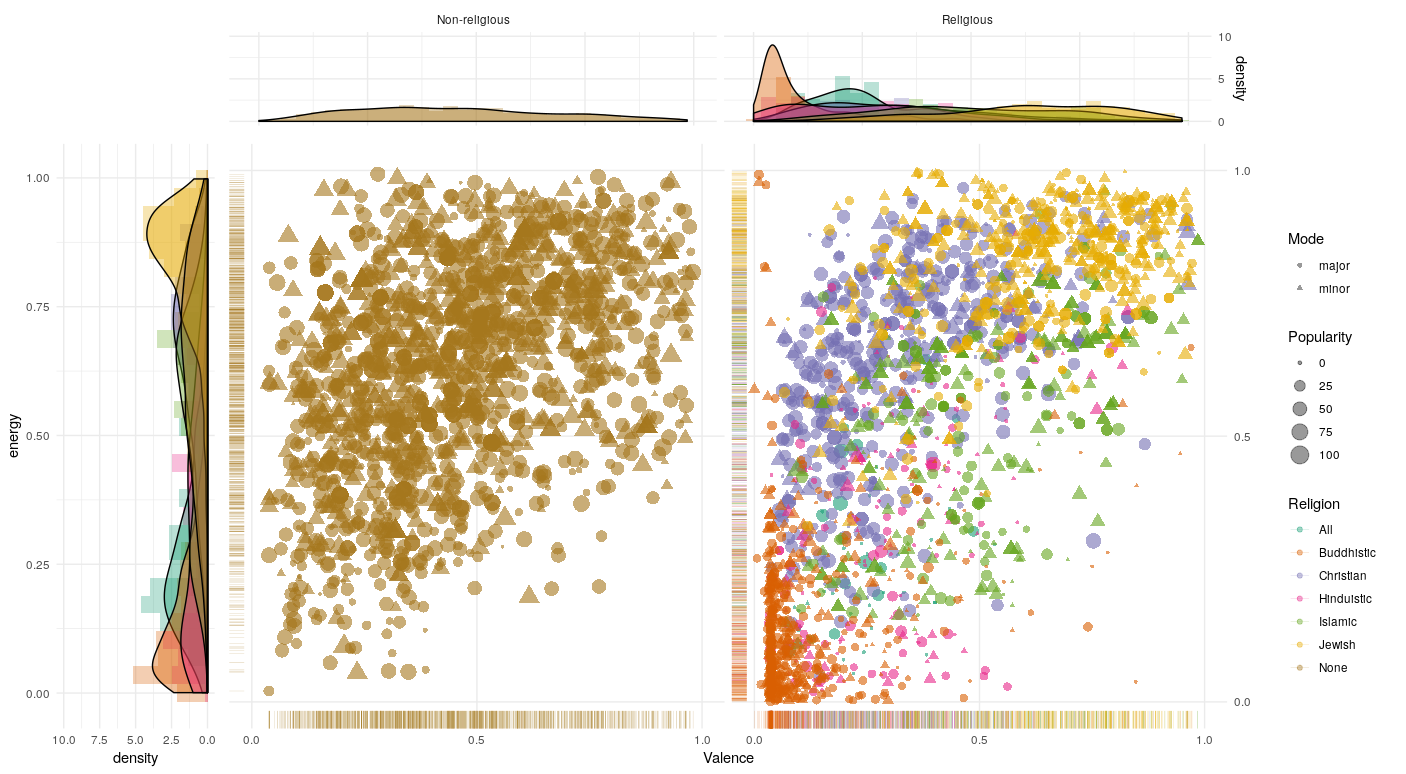 Non-religious
Religious
10
5
0
density
1.00
0.75
0.50
0.25
0.00
energy
10.0 7.5 5.0 2.5 0.0
density
0.0 0.5 1.0
0.0 0.5 1.0
Valence
1.0
0.5
0.0
Mode
major
minor
Popularity
0
25
50
75
100
Religion
All
Buddhistic
Christian
Hinduistic
Islamic
Jewish
None